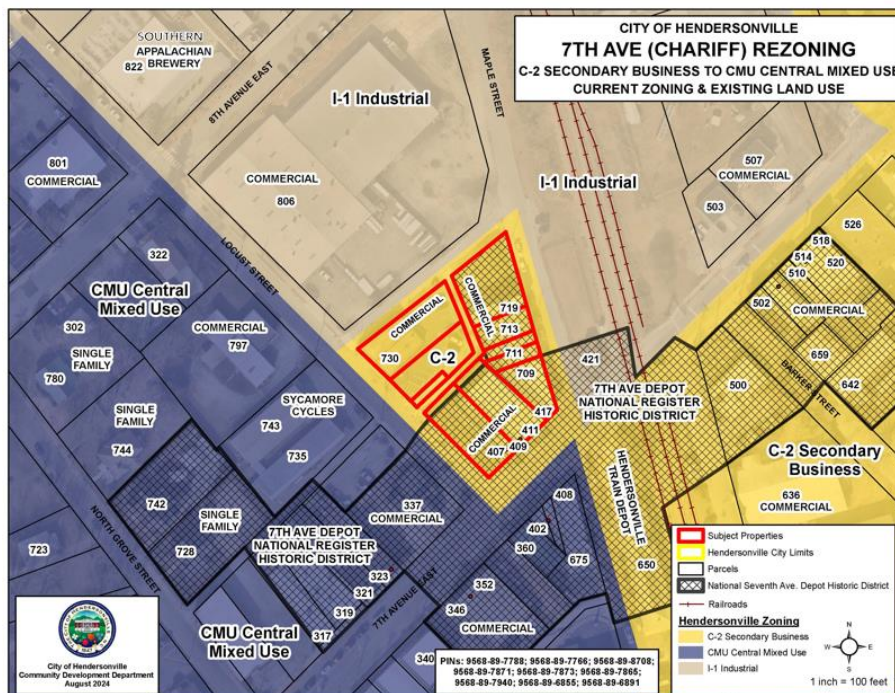 CITY OF HENDERSONVILLE
7TH AVE (CHARIFF) REZONING
C-2 SECONDARY BUSINESS TO CMU CENTRAL MIXED USE
CURRENT ZONING & EXISTING LAND USE
SOUTHERN
APPALACHIAN
BREWERY
822
8TH AVENUE EAST
I-1 Industrial
MAPLE STREET
801
COMMERCIAL
COMMERCIAL
806
I-1 Industrial
507
COMMERCIAL
503
322
LOCUST STREET
CMU Central
Mixed Use
302
SINGLE
FAMILY
780
COMMERCIAL
797
COMMERCIAL
730
C-2
COMMERCIAL
719
713
711
709
421
526
518
514
520
510
502
COMMERCIAL
659
642
500
BARKER STREET
7TH AVE DEPOT
NATIONAL REGISTER
HISTORIC DISTRICT
SINGLE
FAMILY
744
SYCAMORE
CYCLES
743
735
COMMERCIAL
417
411
409
407
C-2 Secondary
Business
636
COMMERCIAL
HENDERSONVILLE
TRAIN DEPOT
650
742
SINGLE
FAMILY
728
723
NORTH GROVE STREET
337
COMMERCIAL
408
402
360
675
7TH AVE DEPOT
NATIONAL REGISTER
HISTORIC DISTRICT
323
321
319
317
7TH AVENUE EAST
352
346
COMMERCIAL
340
CMU Central
Mixed Use
City of Hendersonville
Community Development Department
August 2024
PINs: 9568-89-7788; 9568-89-7766; 9568-89-8708;
9568-89-7871; 9568-89-7873; 9568-89-7865;
9568-89-7940; 9568-89-6855; 9568-89-6891
Subject Properties
Hendersonville City Limits
Parcels
National Seventh Ave. Depot Historic District
Railroads
Hendersonville Zoning
C-2 Secondary Business
CMU Central Mixed Use
I-1 Industrial
N
W
E
S
1 inch = 100 feet